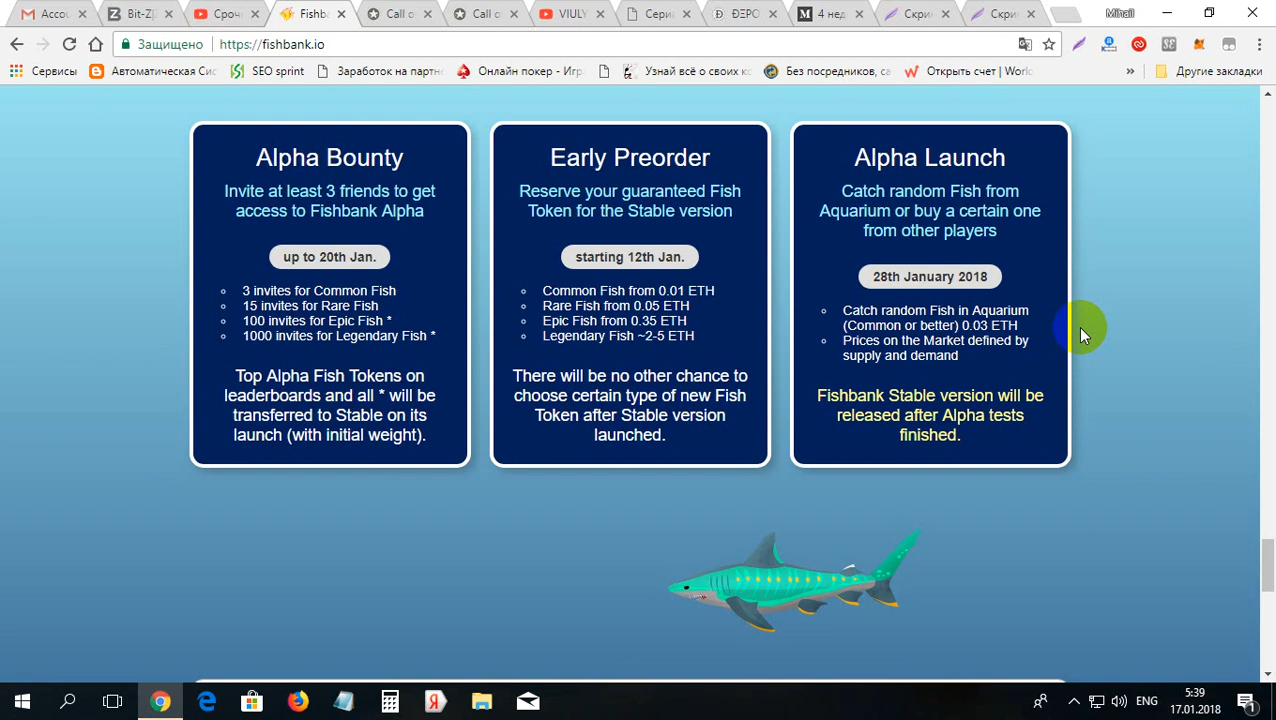 Accou
Bit-Z|
Срочн
Fishb
Call o
Call o
VIULY
Сери
ĐEPO
4 нед
Скри
Скри
Mihail
Защищено
https://fishbank.io
Сервисы
Автоматическая Сис
SEO sprint
Заработок на партн
Онлайн покер - Игр
Узнай всё о своих ко
Без посредников, са
Открыть счет | Worl
»
Другие закладки
Alpha Bounty
Invite at least 3 friends to get
access to Fishbank Alpha
up to 20th Jan.
3 invites for Common Fish
15 invites for Rare Fish
100 invites for Epic Fish *
1000 invites for Legendary Fish *
Top Alpha Fish Tokens on
leaderboards and all * will be
transferred to Stable on its
launch (with initial weight).
Early Preorder
Reserve your guaranteed Fish
Token for the Stable version
starting 12th Jan.
Common Fish from 0.01 ETH
Rare Fish from 0.05 ETH
Epic Fish from 0.35 ETH
Legendary Fish ~2-5 ETH
There will be no other chance to
choose certain type of new Fish
Token after Stable version
launched.
Alpha Launch
Catch random Fish from
Aquarium or buy a certain one
from other players
28th January 2018
Catch random Fish in Aquarium
(Common or better) 0.03 ETH
Prices on the Market defined by
supply and demand
Fishbank Stable version will be
released after Alpha tests
finished.
ENG
5:39
17.01.2018
1